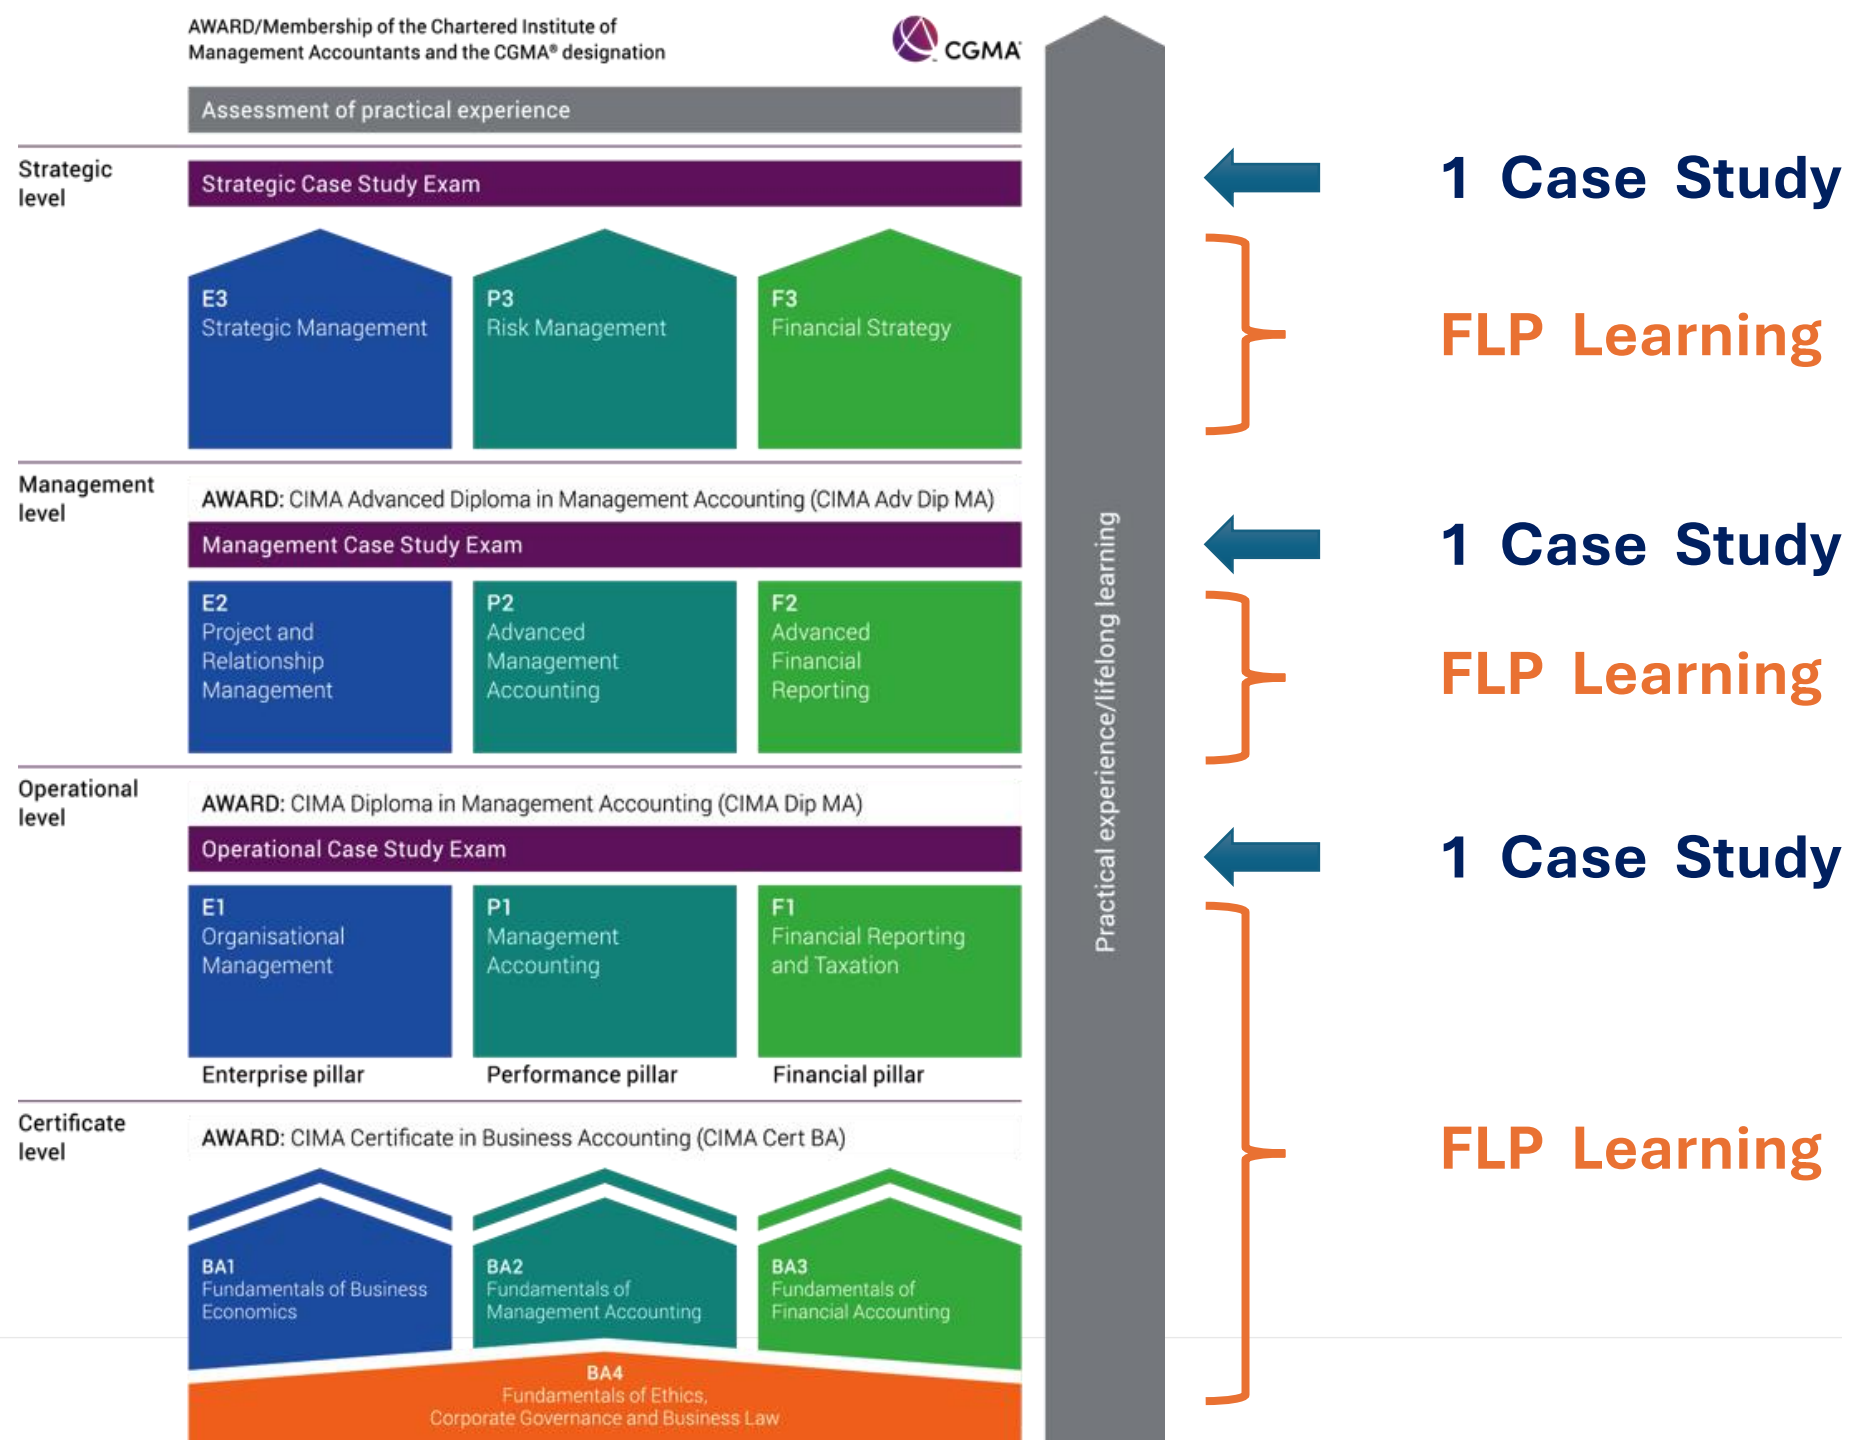 AWARD/Membership of the Chartered Institute of
Management Accountants and the CGMA® designation
CGMA
Assessment of practical experience
Strategic
level
Strategic Case Study Exam
1 Case Study
E3
Strategic Management
P3
Risk Management
F3
Financial Strategy
FLP Learning
Management
level
AWARD: CIMA Advanced Diploma in Management Accounting (CIMA Adv Dip MA)
Management Case Study Exam
1 Case Study
E2
Project and
Relationship
Management
P2
Advanced
Management
Accounting
F2
Advanced
Financial
Reporting
FLP Learning
Practical experience/lifelong learning
Operational
level
AWARD: CIMA Diploma in Management Accounting (CIMA Dip MA)
Operational Case Study Exam
1 Case Study
E1
Organisational
Management
P1
Management
Accounting
F1
Financial Reporting
and Taxation
Enterprise pillar
Performance pillar
Financial pillar
Certificate
level
AWARD: CIMA Certificate in Business Accounting (CIMA Cert BA)
FLP Learning
BA1
Fundamentals of Business
Economics
BA2
Fundamentals of
Management Accounting
BA3
Fundamentals of
Financial Accounting
BA4
Fundamentals of Ethics,
Corporate Governance and Business Law